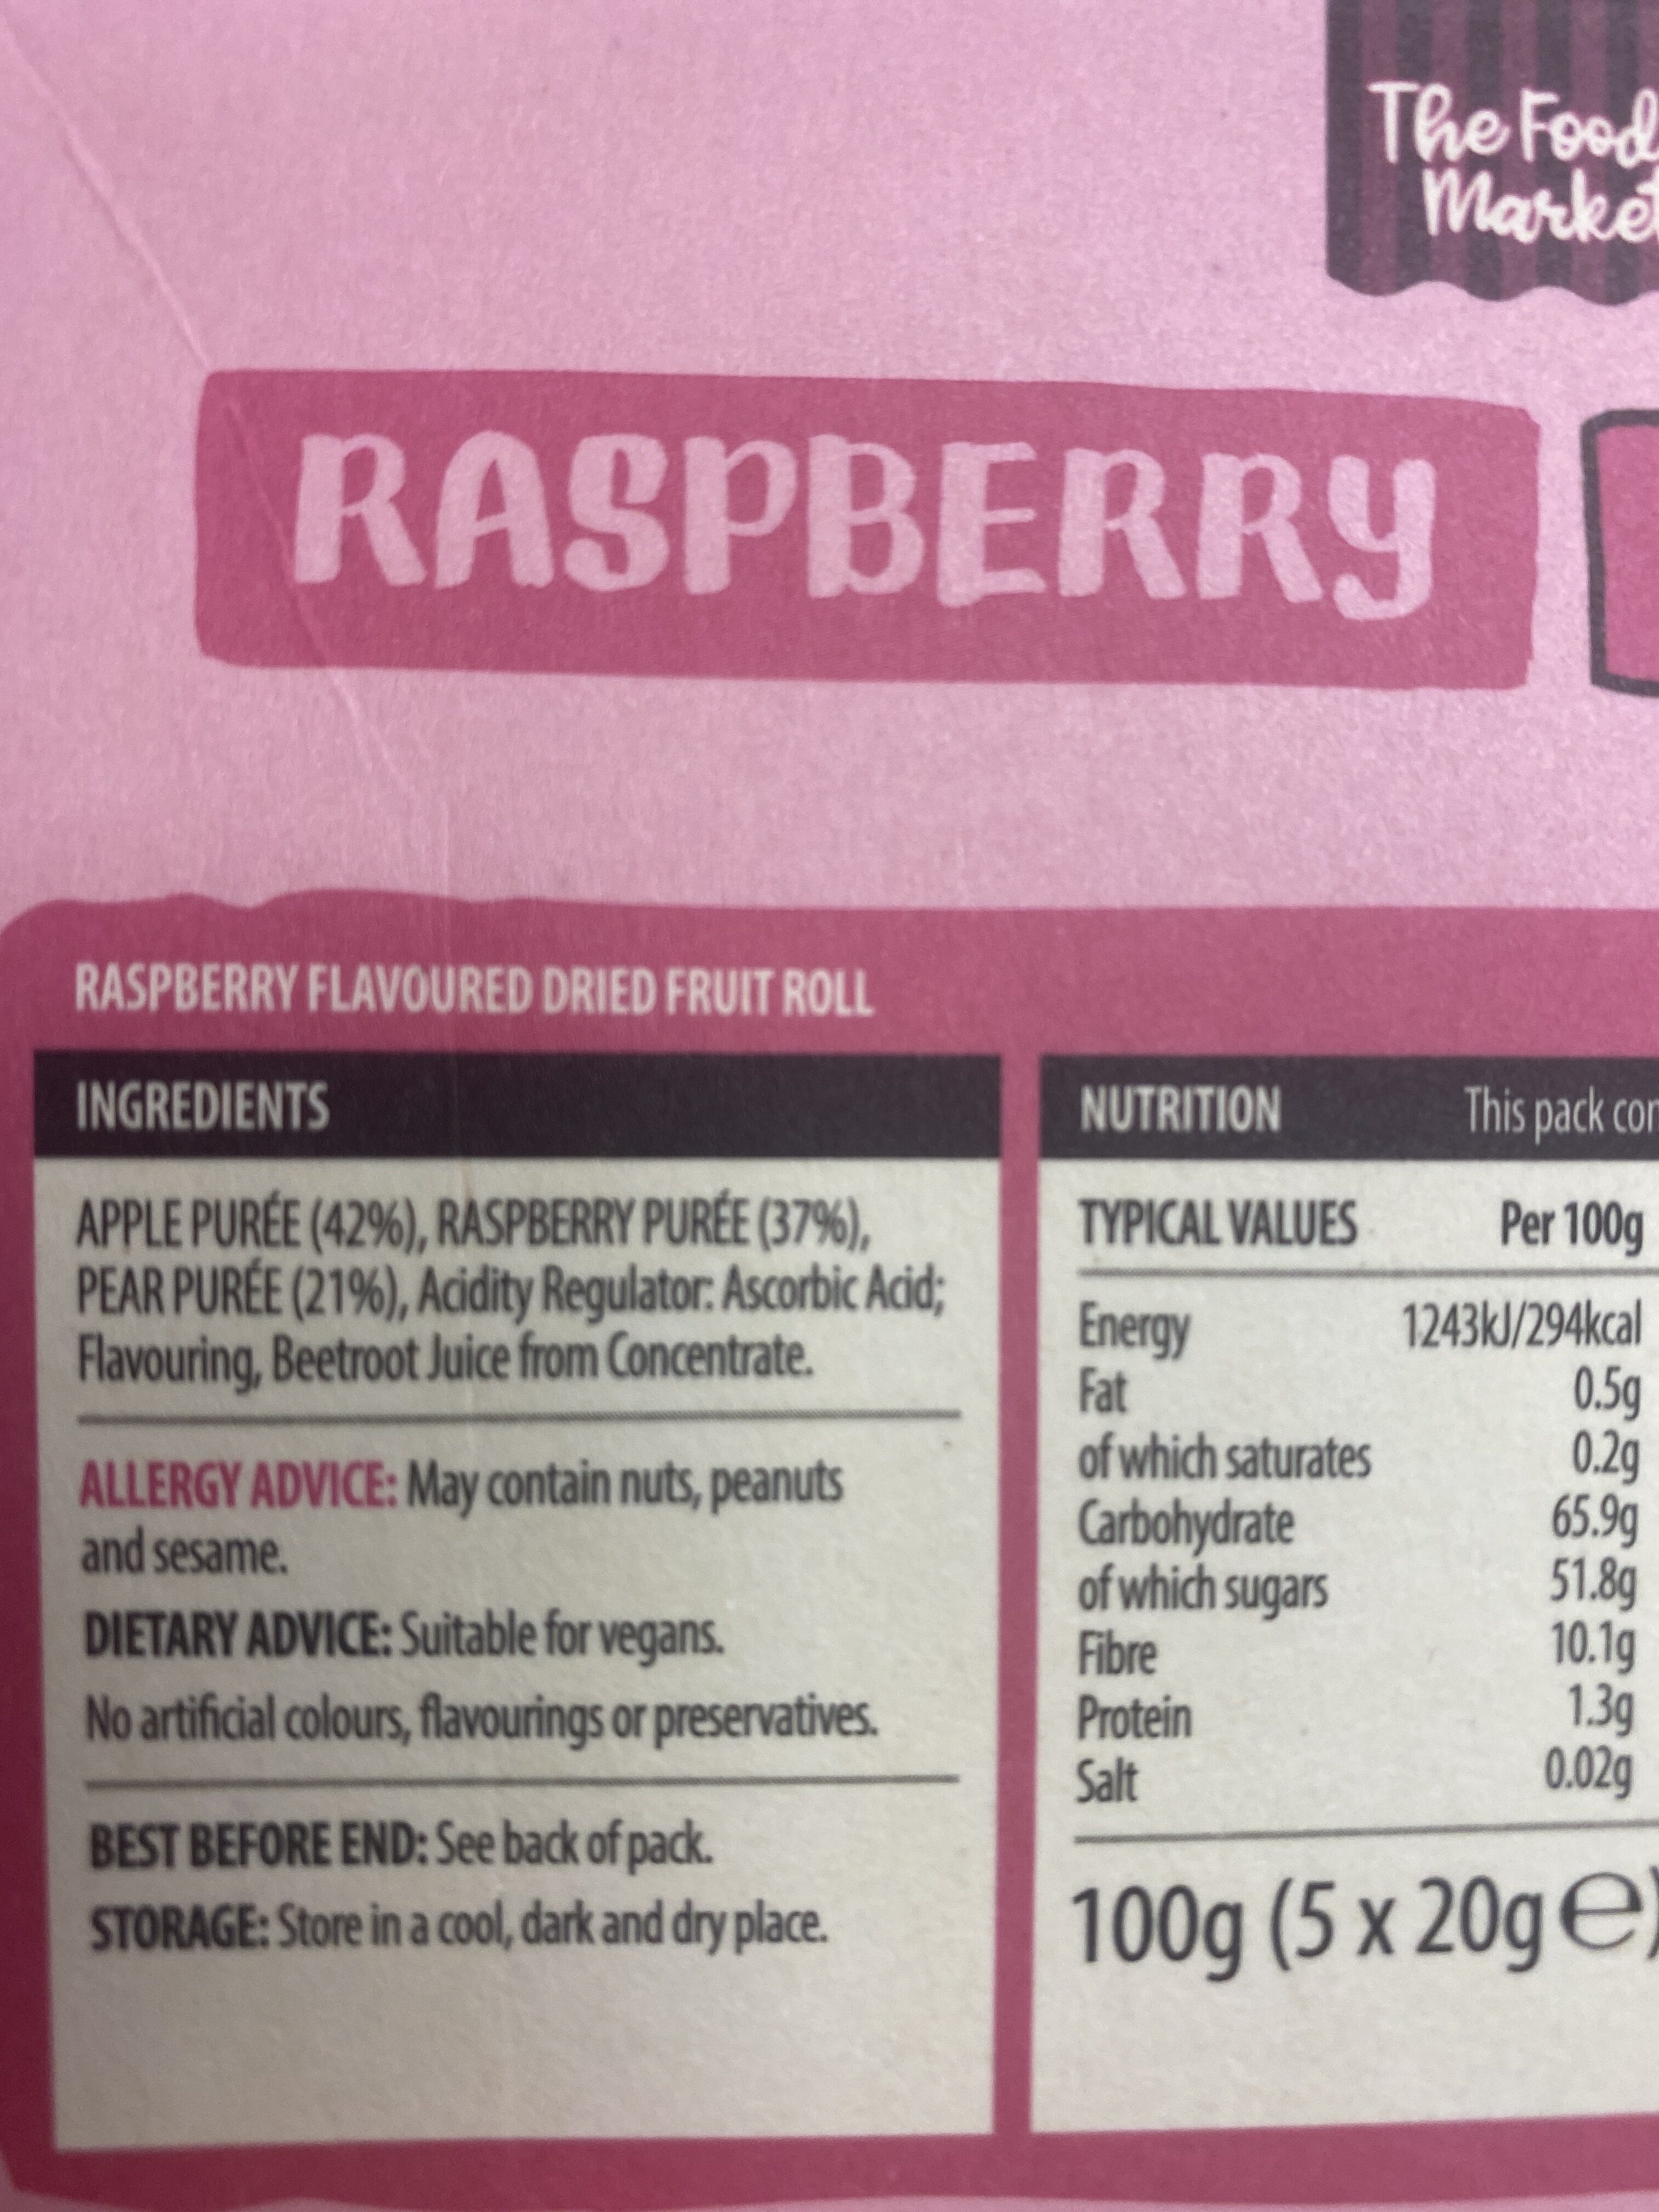 The Food
Market
RASPBERRY
RASPBERRY FLAVOURED DRIED FRUIT ROLL
INGREDIENTS
APPLE PURÉE (42%), RASPBERRY PURÉE (37%),
PEAR PURÉE (21%), Acidity Regulator: Ascorbic Acid;
Flavouring, Beetroot Juice from Concentrate.
ALLERGY ADVICE: May contain nuts, peanuts
and sesame.
DIETARY ADVICE: Suitable for vegans.
No artificial colours, flavourings or preservatives.
BEST BEFORE END: See back of pack.
STORAGE: Store in a cool, dark and dry place.
NUTRITION This pack
TYPICAL VALUES Per 100g
Energy 1243kJ/294kcal
Fat 0.5g
of which saturates 0.2g
Carbohydrate 65.9g
of which sugars 51.8g
Fibre 10.1g
Protein 1.3g
Salt 0.02g
100g (5 x 20g℮)